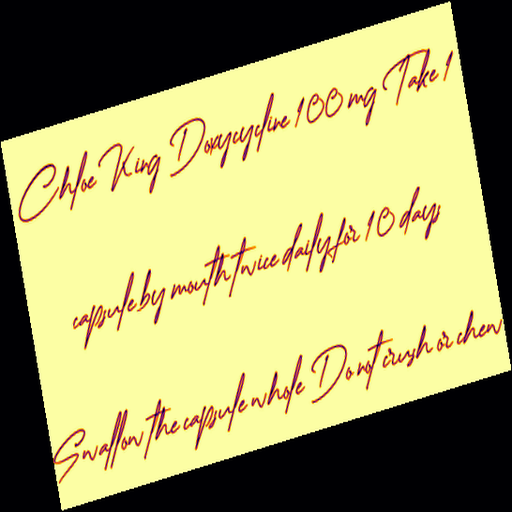 Chloe King Doxycycline 100 mg Take 1
capsule by mouth twice daily for 10 days
Swallow the capsule whole Do not crush or chew